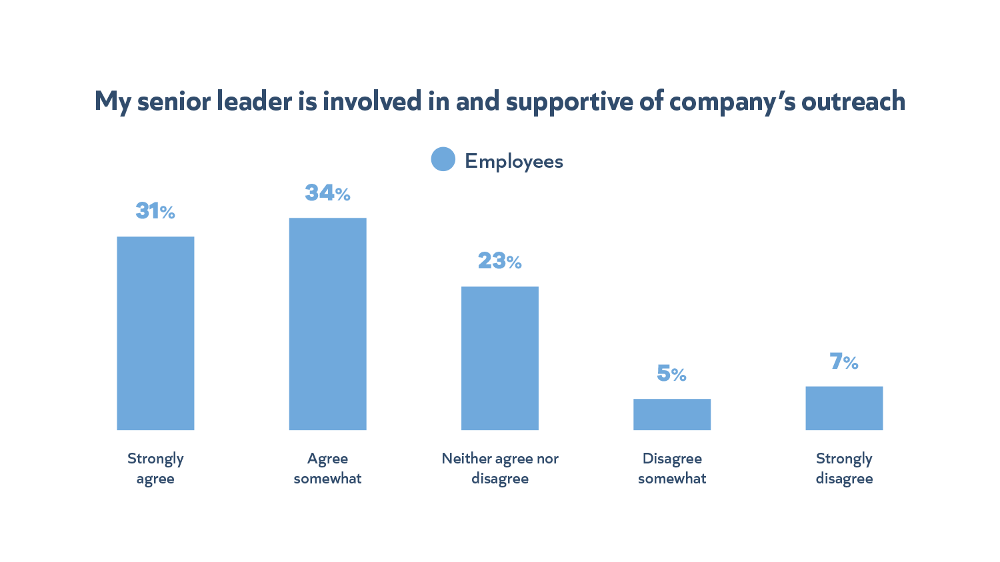 My senior leader is involved in and supportive of company’s outreach
Employees
31%
34%
23%
5%
7%
Strongly
agree
Agree
somewhat
Neither agree nor
disagree
Disagree
somewhat
Strongly
disagree